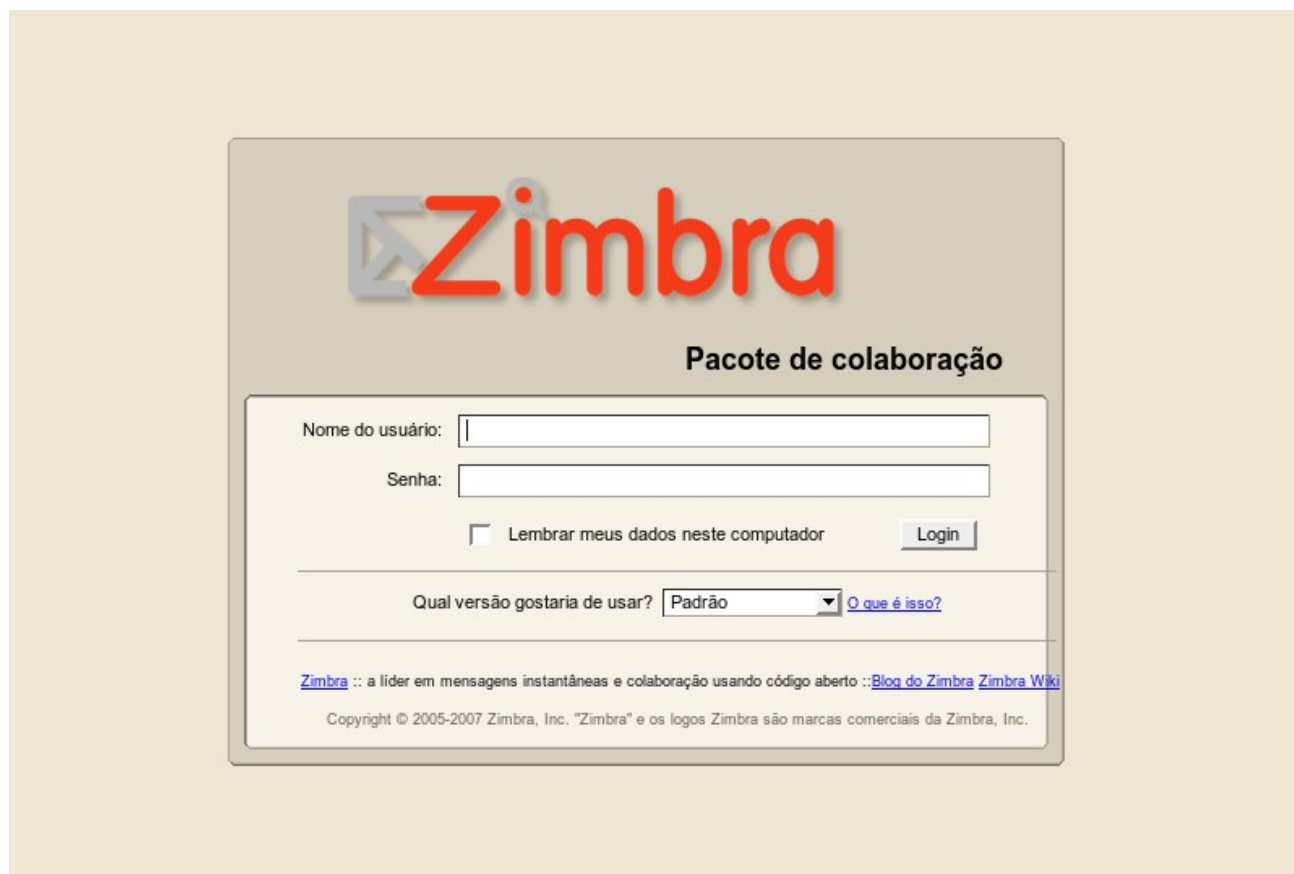 Zimbra
Pacote de colaboração
Nome do usuário:
Senha:
Lembrar meus dados neste computador Login
Qual versão gostaria de usar? Padrão O que é isso?
Zimbra :: a líder em mensagens instantâneas e colaboração usando código aberto ::Blog do Zimbra Zimbra Wiki
Copyright © 2005-2007 Zimbra, Inc. "Zimbra" e os logos Zimbra são marcas comerciais da Zimbra, Inc.